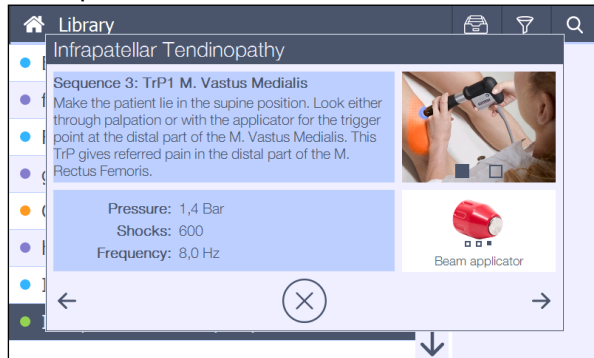 Library
Infrapatellar Tendinopathy
Sequence 3: TrP1 M. Vastus Medialis
Make the patient lie in the supine position. Look either
through palpation or with the applicator for the trigger
point at the distal part of the M. Vastus Medialis. This
TrP gives referred pain in the distal part of the M.
Rectus Femoris.
Pressure: 1,4 Bar
Shocks: 600
Frequency: 8,0 Hz
Beam applicator